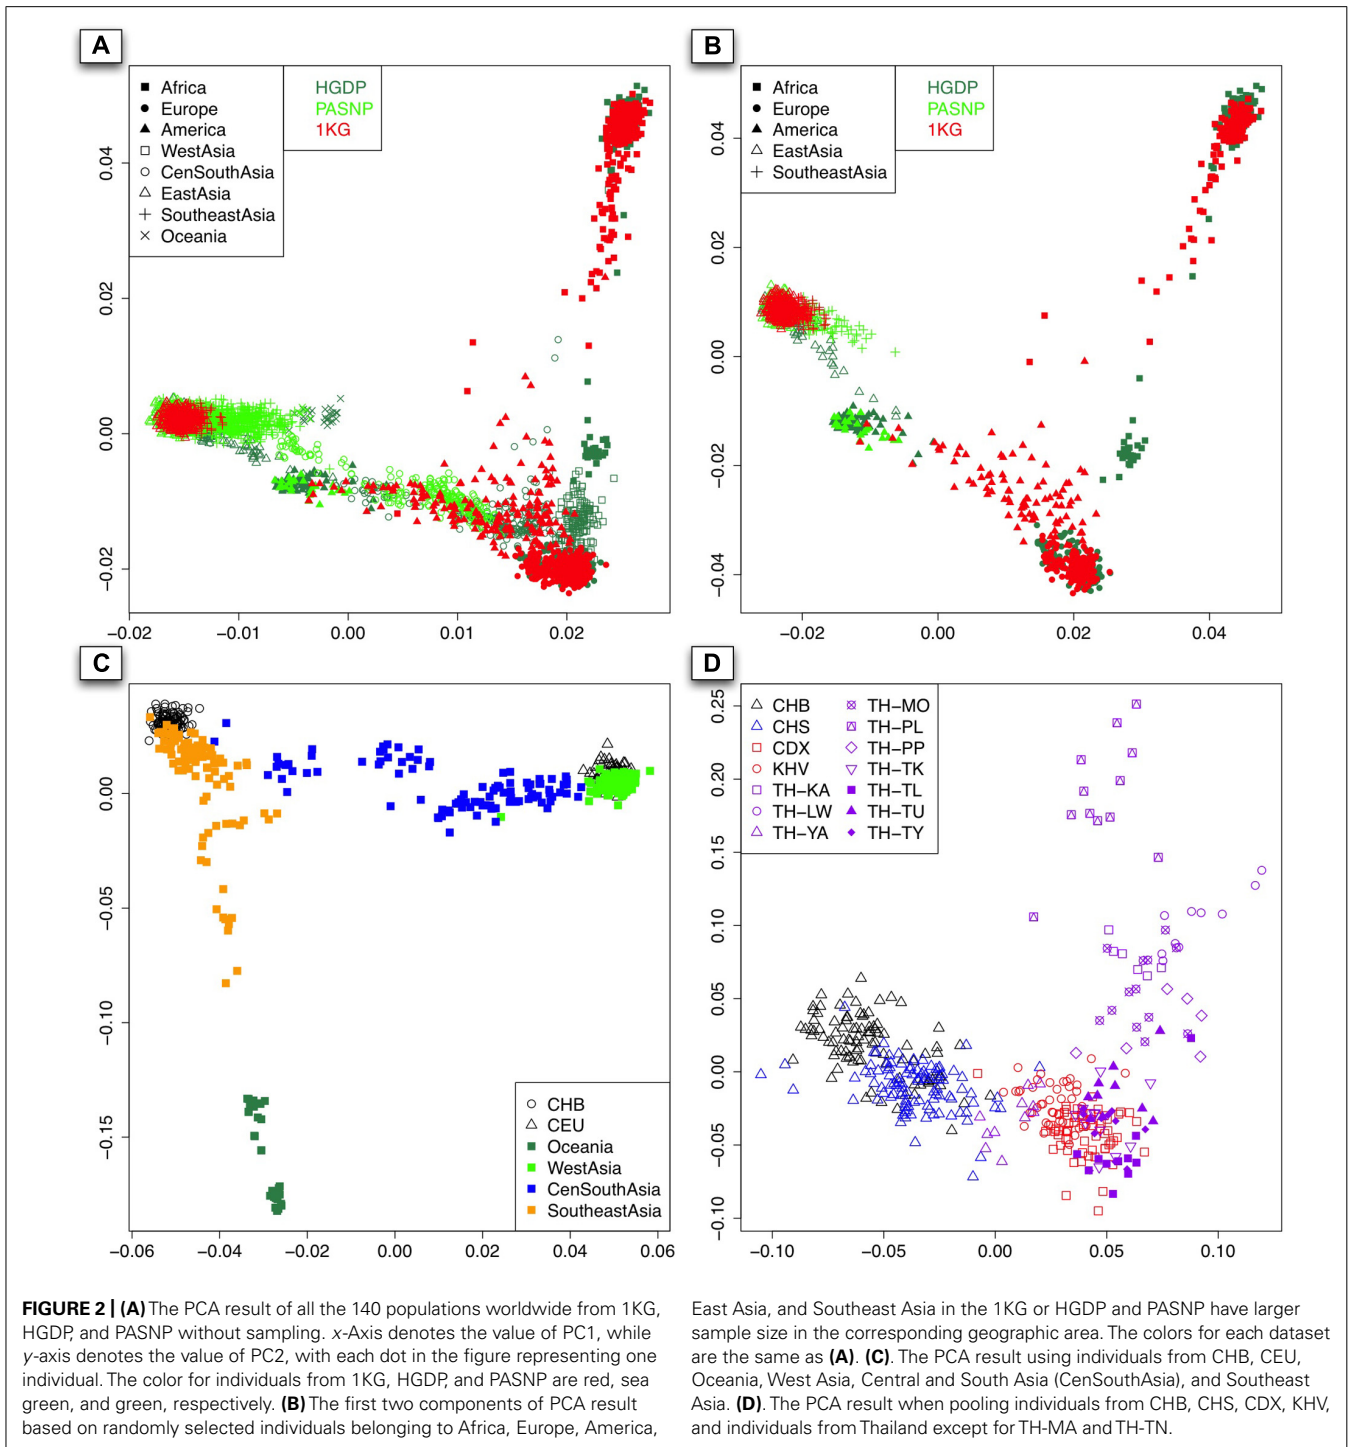 A
Africa
Europe
America
WestAsia
CenSouthAsia
EastAsia
SoutheastAsia
Oceania
HGDP
PASNP
1KG
0.04
0.02
0.00
−0.02
−0.02 −0.01 0.00 0.01 0.02
B
Africa
Europe
America
EastAsia
SoutheastAsia
HGDP
PASNP
1KG
0.04
0.02
0.00
−0.02
−0.04
−0.02 0.00 0.02 0.04
C
0.00
−0.05
−0.10
−0.15
CHB
CEU
Oceania
WestAsia
CenSouthAsia
SoutheastAsia
−0.06 −0.04 −0.02 0.00 0.02 0.04 0.06
D
CHB
CHS
CDX
KHV
TH−KA
TH−LW
TH−YA
TH−MO
TH−PL
TH−PP
TH−TK
TH−TL
TH−TU
TH−TY
0.25
0.20
0.15
0.10
0.05
0.00
−0.05
−0.10
−0.10 −0.05 0.00 0.05 0.10
FIGURE 2 | (A) The PCA result of all the 140 populations worldwide from 1KG,
HGDP, and PASNP without sampling. x-Axis denotes the value of PC1, while
y-axis denotes the value of PC2, with each dot in the figure representing one
individual. The color for individuals from 1KG, HGDP, and PASNP are red, sea
green, and green, respectively. (B) The first two components of PCA result
based on randomly selected individuals belonging to Africa, Europe, America,
East Asia, and Southeast Asia in the 1KG or HGDP and PASNP have larger
sample size in the corresponding geographic area. The colors for each dataset
are the same as (A). (C). The PCA result using individuals from CHB, CEU,
Oceania, West Asia, Central and South Asia (CenSouthAsia), and Southeast
Asia. (D). The PCA result when pooling individuals from CHB, CHS, CDX, KHV,
and individuals from Thailand except for TH-MA and TH-TN.